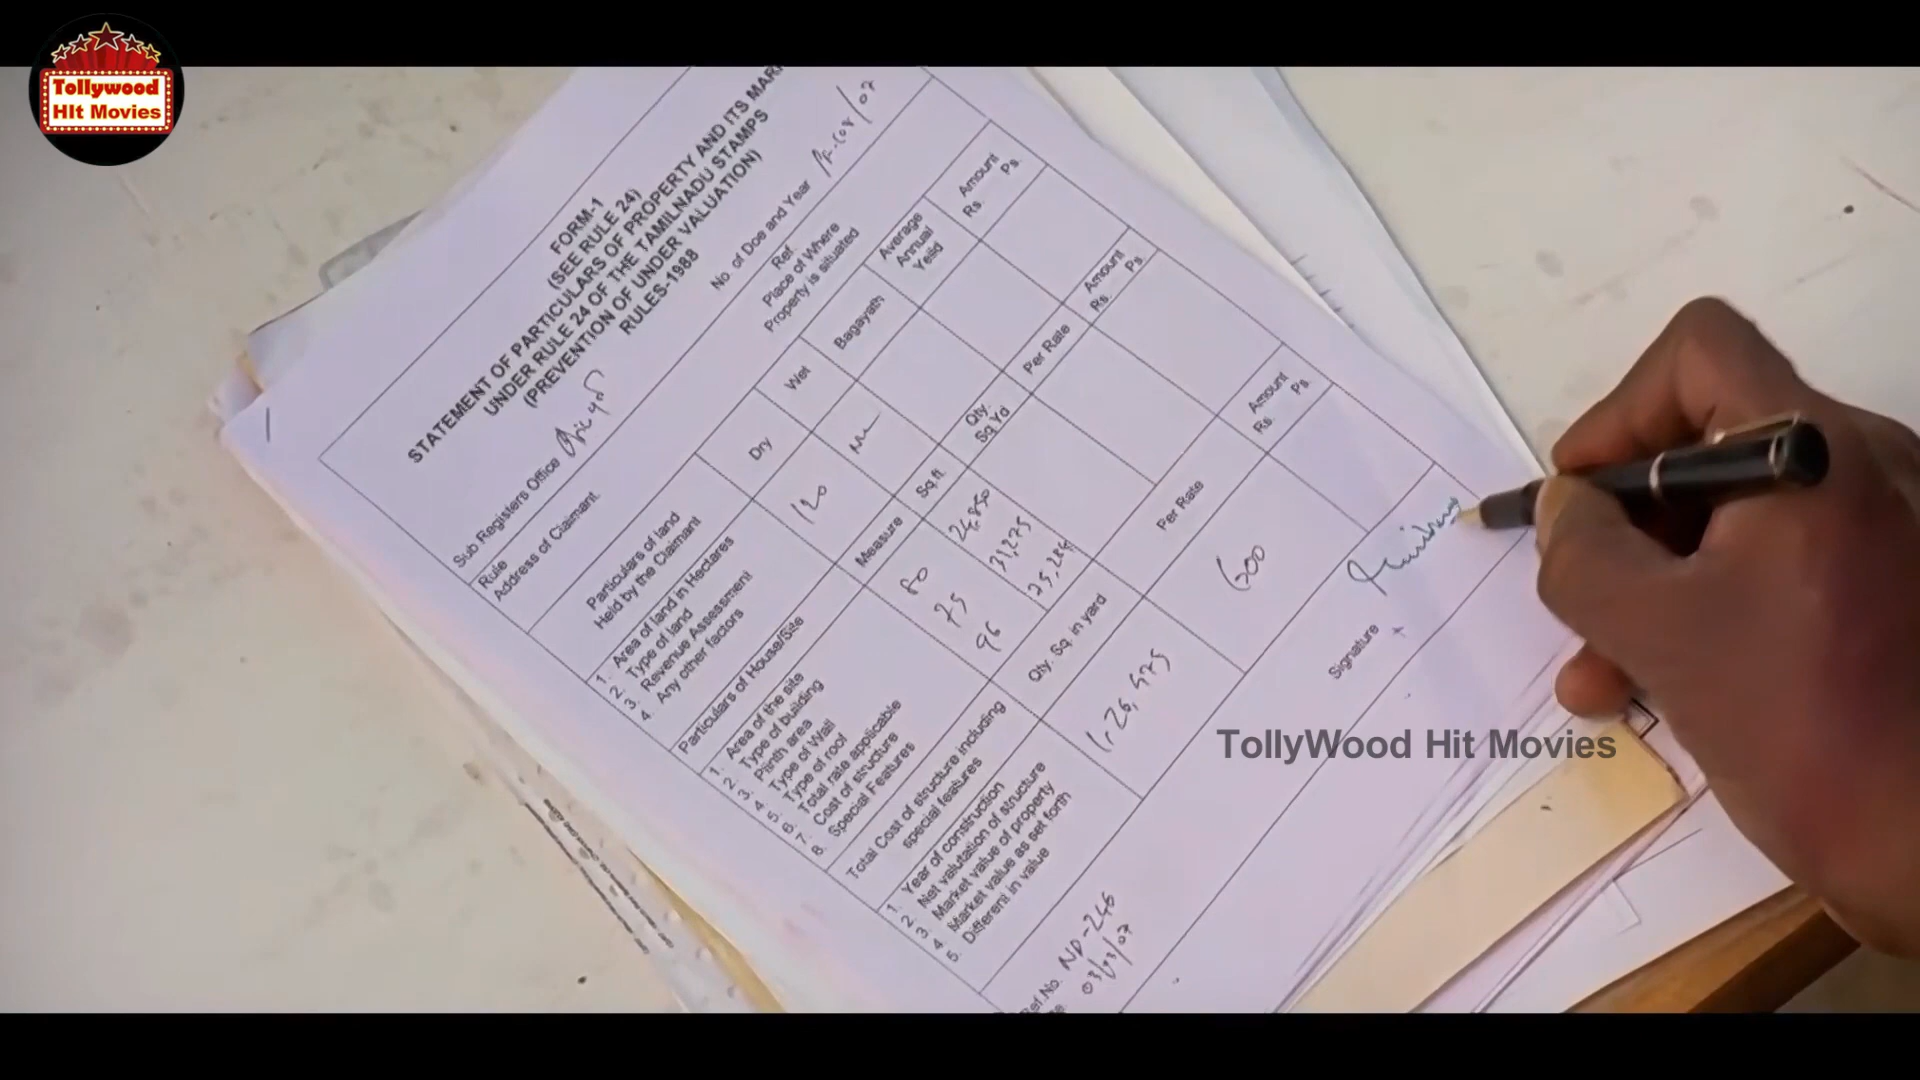 Tollywood
HIt Movies
FORM-1
(SEE RULE 24)
STATEMENT OF PARTICULARS OF PROPERTY AND ITS MAR
UNDER RULE 24 OF THE TAMILNADU STAMPS
(PREVENTION OF UNDER VALUATION)
RULES-1988
Sub Registers Office
No. of Doe and Year
Rule
Address of Claimant
Ref.
Place of Where
Property is situated
Particulars of land
Held by the Claimant
Dry
Wet
Bagayath
Average
Annual
Yeild
Amount
Rs. Ps.
1. Area of land in Hectares
2. Type of land
3. Revenue Assessment
4 Any other factors
120
Particulars of House/Site
Measure
Sq.ft.
Qty.
Sq.Yd
Per Rate
Amount
Rs. Ps.
1. Area of the site
2. Type of building
3. Plinth area
4. Type of Wall
5. Type of roof
6. Total rate applicable
7. Cost of structure
8. Special Features
80
75 31,275
96
Total Cost of structure including
special features
Qty. Sq. in yard
Per Rate
Amount
Rs. Ps.
1. Year of construction
2. Net valutation of structure
3. Market value of property
4. Market value as set forth
5. Different in value
600
Ref.No. ND-246
03/03/07
Signature
TollyWood Hit Movies